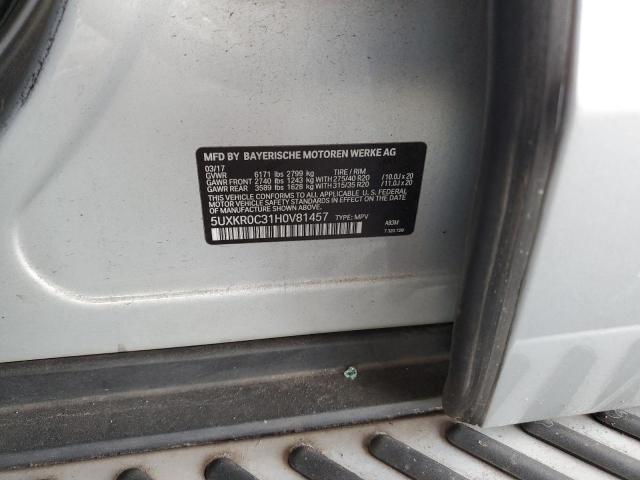 MFD BY BAYERISCHE MOTOREN WERKE AG
03/17
GVWR 6171 lbs 2799 kg TIRE / RIM
GAWR FRONT 2740 lbs 1243 kg WITH 275/40 R20 / 10.0J x 20
GAWR REAR 3589 lbs 1628 kg WITH 315/35 R20 / 11.0J x 20
THIS VEHICLE CONFORMS TO ALL APPLICABLE U.S. FEDERAL
MOTOR VEHICLE SAFETY STANDARDS IN EFFECT ON THE DATE
OF MANUFACTURE SHOWN ABOVE.
5UXKR0C31H0V81457 TYPE: MPV
A83M